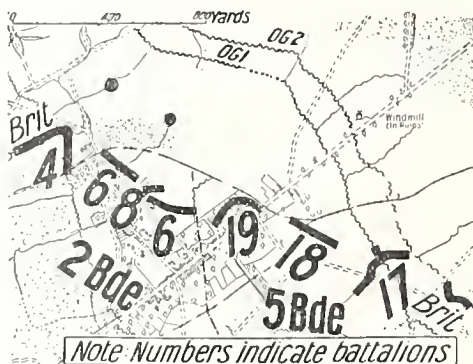 0 400 800 Yards
OG2
OG1
Windmill
(In Ruins)
Brit
4
6
8
6
19
18
17
2 Bde
5 Bde
Brit
Note: Numbers indicate battalions